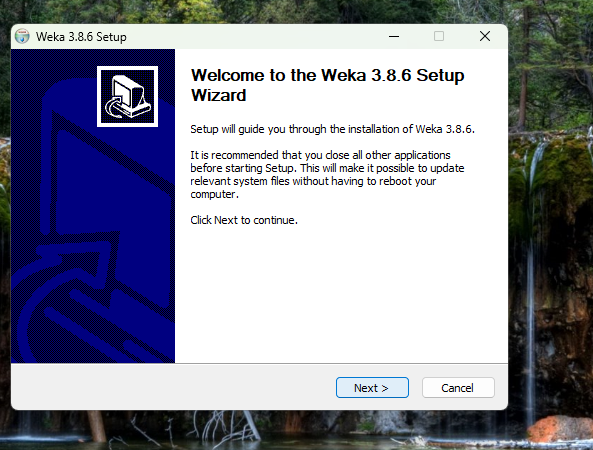 Weka 3.8.6 Setup
Welcome to the Weka 3.8.6 Setup
Wizard
Setup will guide you through the installation of Weka 3.8.6.
It is recommended that you close all other applications
before starting Setup. This will make it possible to update
relevant system files without having to reboot your
computer.
Click Next to continue.
Next >
Cancel